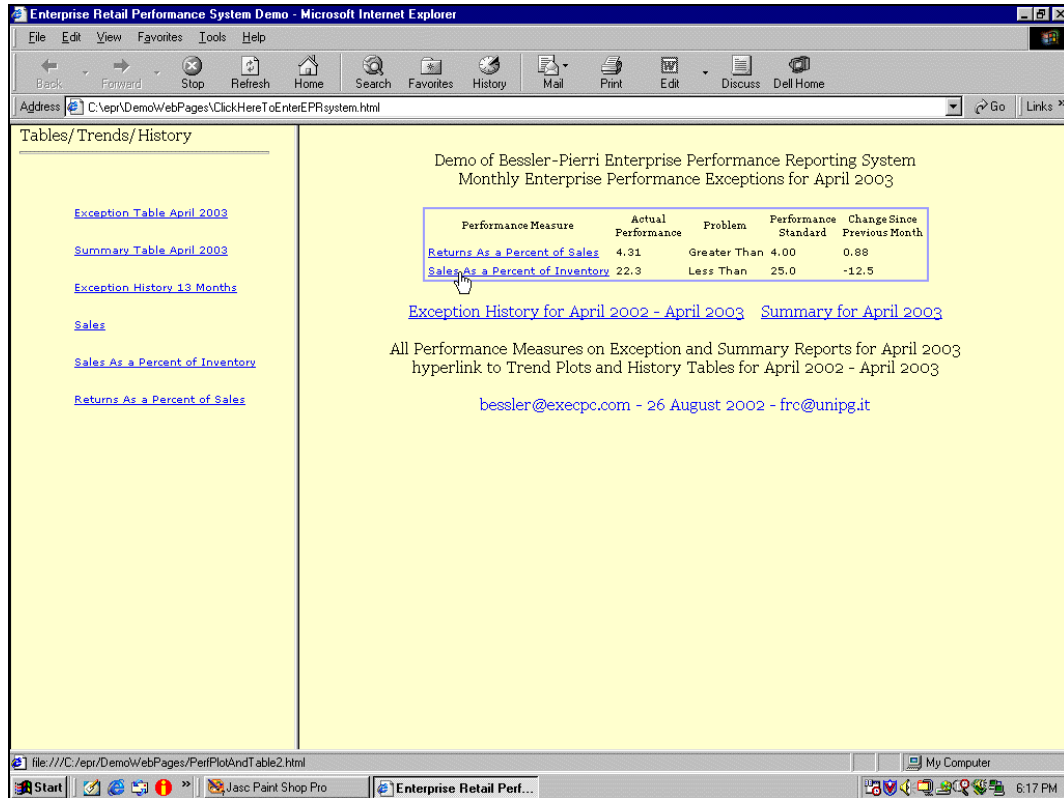 Enterprise Retail Performance System Demo - Microsoft Internet Explorer
File Edit View Favorites Tools Help
Back Forward Stop Refresh Home Search Favorites History Mail Print Edit Discuss Dell Home
Address C:\epr\DemoWebPages\ClickHereToEnterEPRsystem.html Go Links »
Tables/Trends/History
Exception Table April 2003
Summary Table April 2003
Exception History 13 Months
Sales
Sales As a Percent of Inventory
Returns As a Percent of Sales
Demo of Bessler-Pierri Enterprise Performance Reporting System
Monthly Enterprise Performance Exceptions for April 2003
Performance Measure Actual Performance Problem Performance Standard Change Since Previous Month
Returns As a Percent of Sales 4.31 Greater Than 4.00 0.88
Sales As a Percent of Inventory 22.3 Less Than 25.0 -12.5
Exception History for April 2002 - April 2003 Summary for April 2003
All Performance Measures on Exception and Summary Reports for April 2003
hyperlink to Trend Plots and History Tables for April 2002 - April 2003
bessler@execpc.com - 26 August 2002 - frc@unipg.it
file:///C:/epr/DemoWebPages/PerfPlotAndTable2.html My Computer
Start » Jasc Paint Shop Pro Enterprise Retail Perf... 6:17 PM